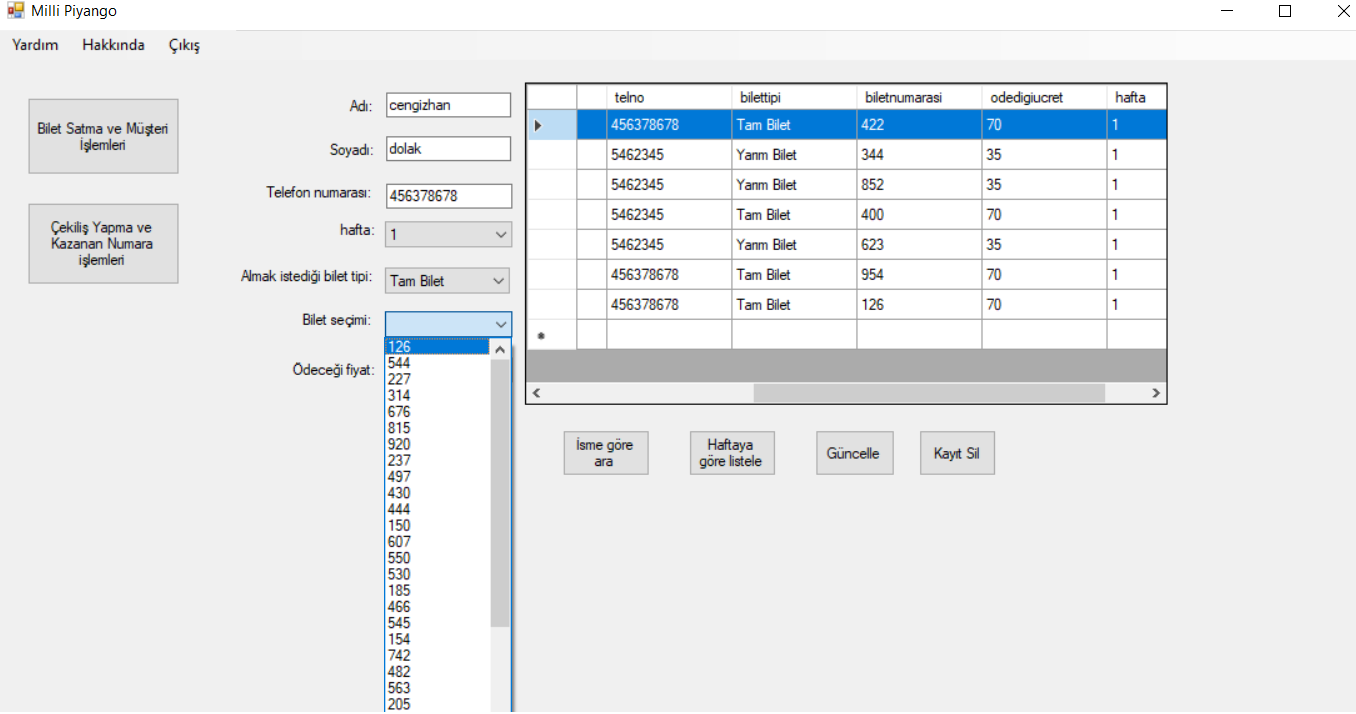 Milli Piyango
Yardım Hakkında Çıkış
Bilet Satma ve Müşteri
İşlemleri
Çekiliş Yapma ve
Kazanan Numara
işlemleri
Adı: cengizhan
Soyadı: dolak
Telefon numarası: 456378678
hafta: 1
Almak istediği bilet tipi: Tam Bilet
Bilet seçimi:
Ödeceği fiyat:
126
544
227
314
676
815
920
237
497
430
444
150
607
550
530
185
466
545
154
742
482
563
205
telno bilettipi biletnumarasi odedigiucret hafta
456378678 Tam Bilet 422 70 1
5462345 Yarım Bilet 344 35 1
5462345 Yarım Bilet 852 35 1
5462345 Tam Bilet 400 70 1
5462345 Yarım Bilet 623 35 1
456378678 Tam Bilet 954 70 1
456378678 Tam Bilet 126 70 1
İsme göre
ara
Haftaya
göre listele
Güncelle
Kayıt Sil